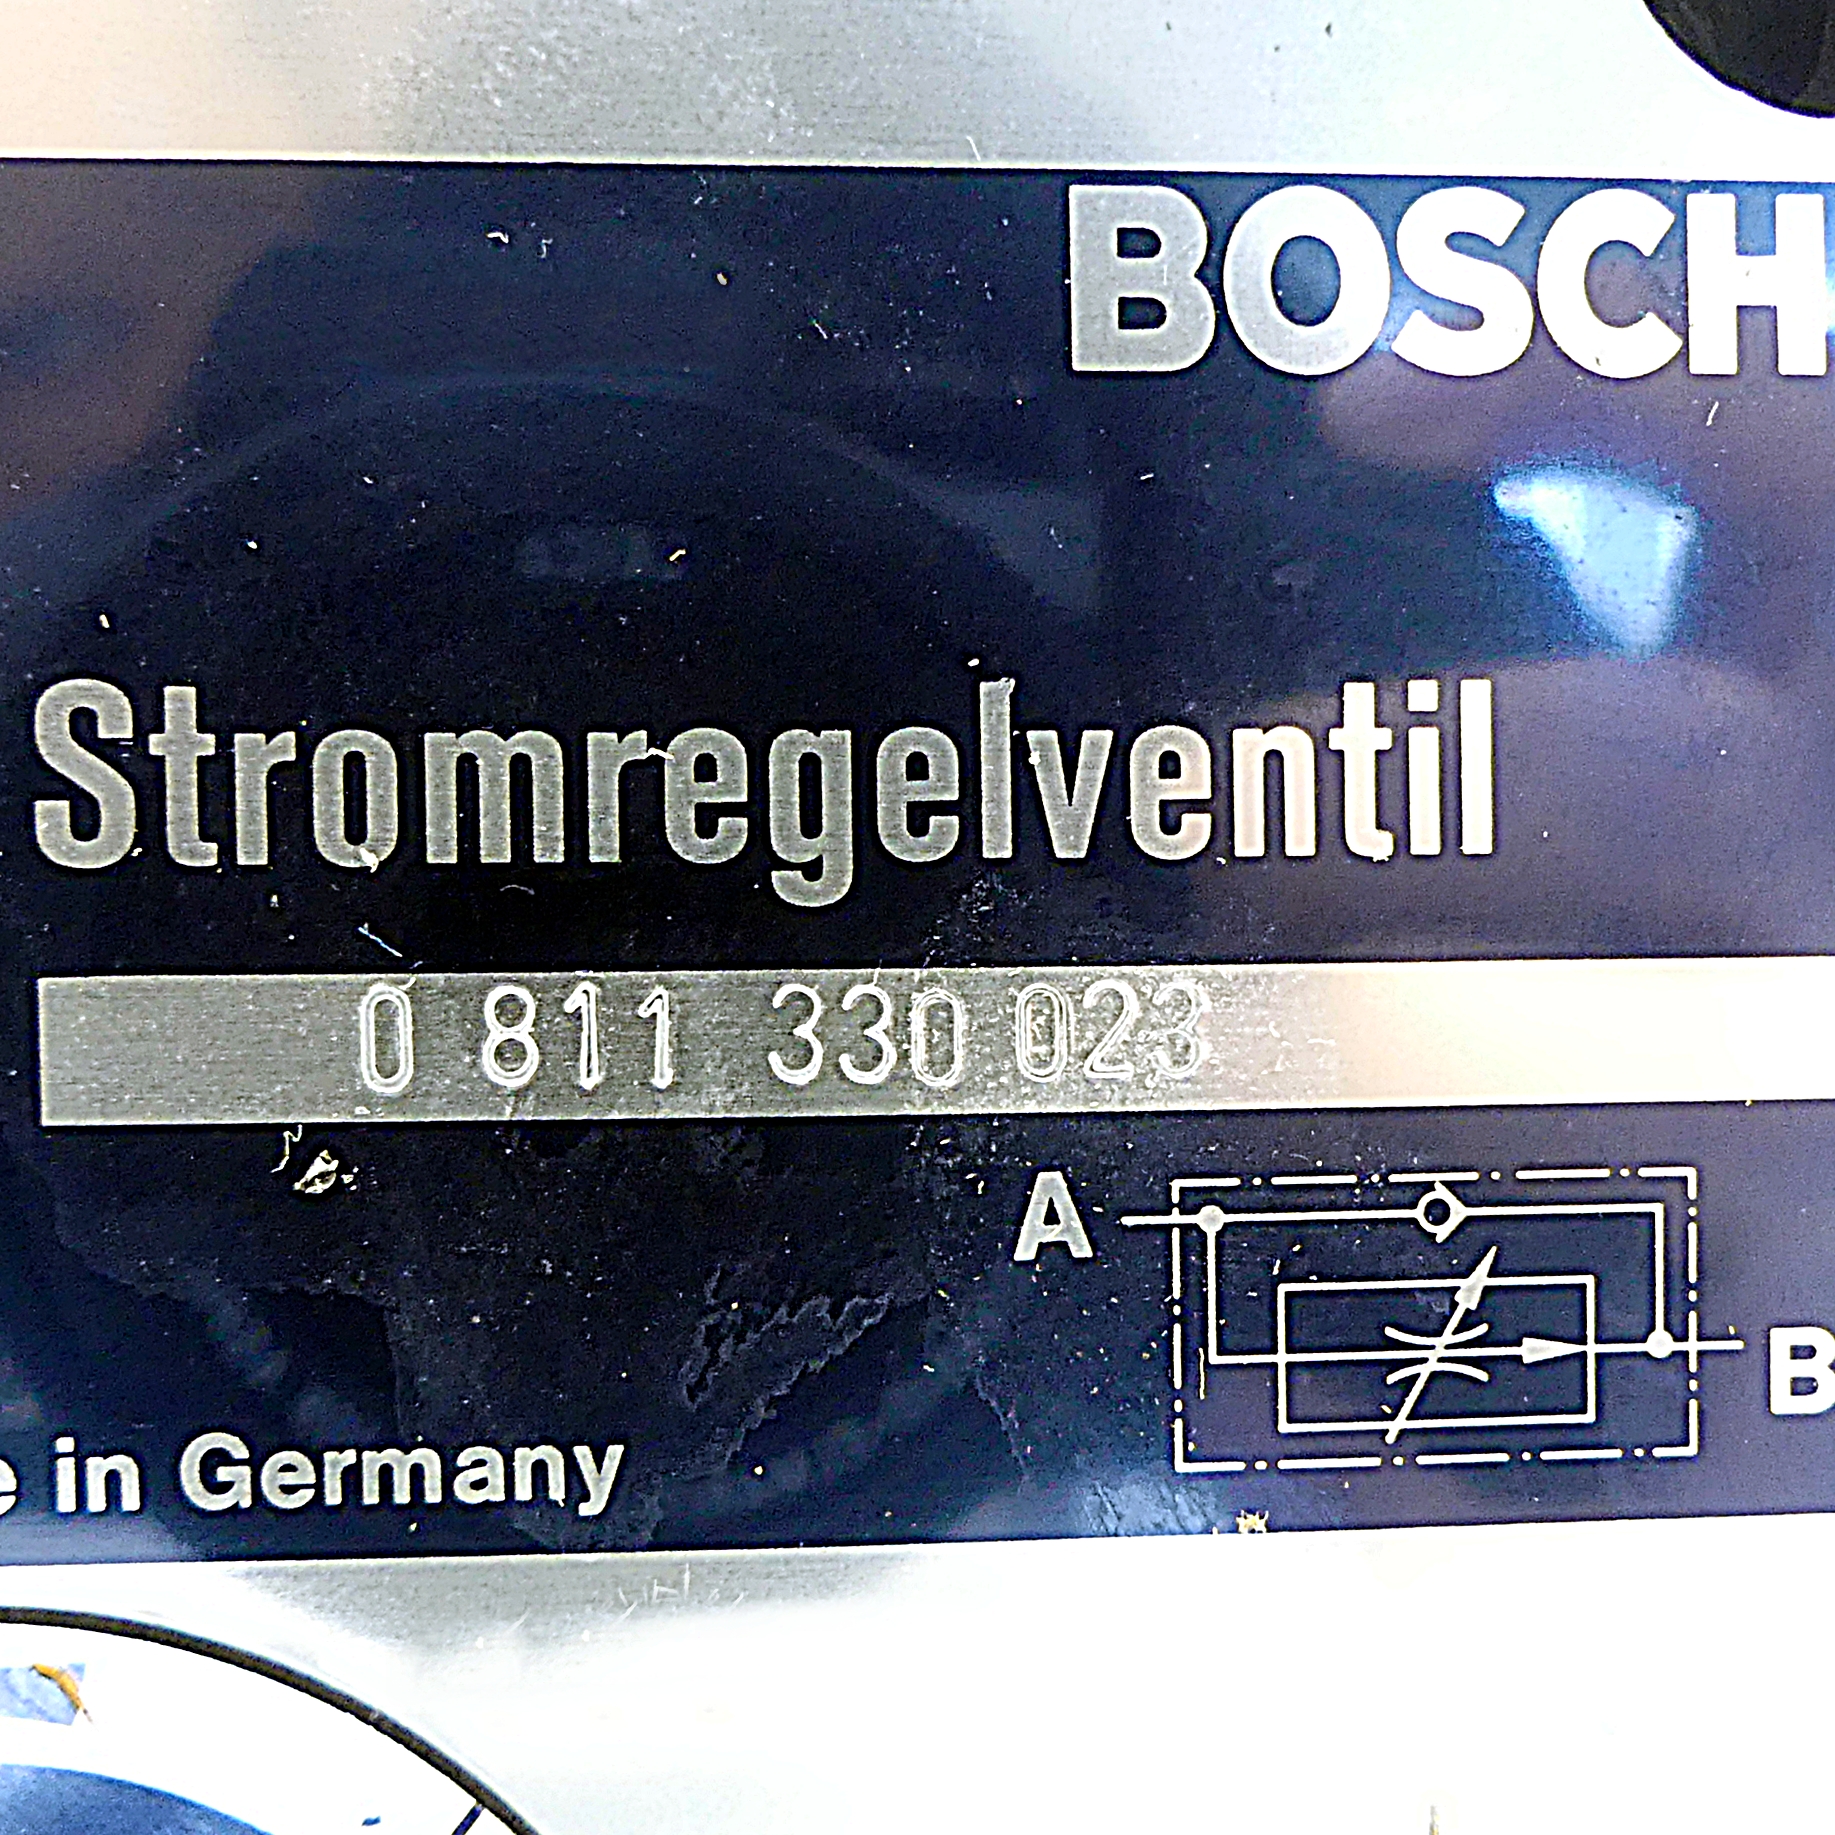 BOSCH
Stromregelventil
0 811 330 023
A
B
e in Germany